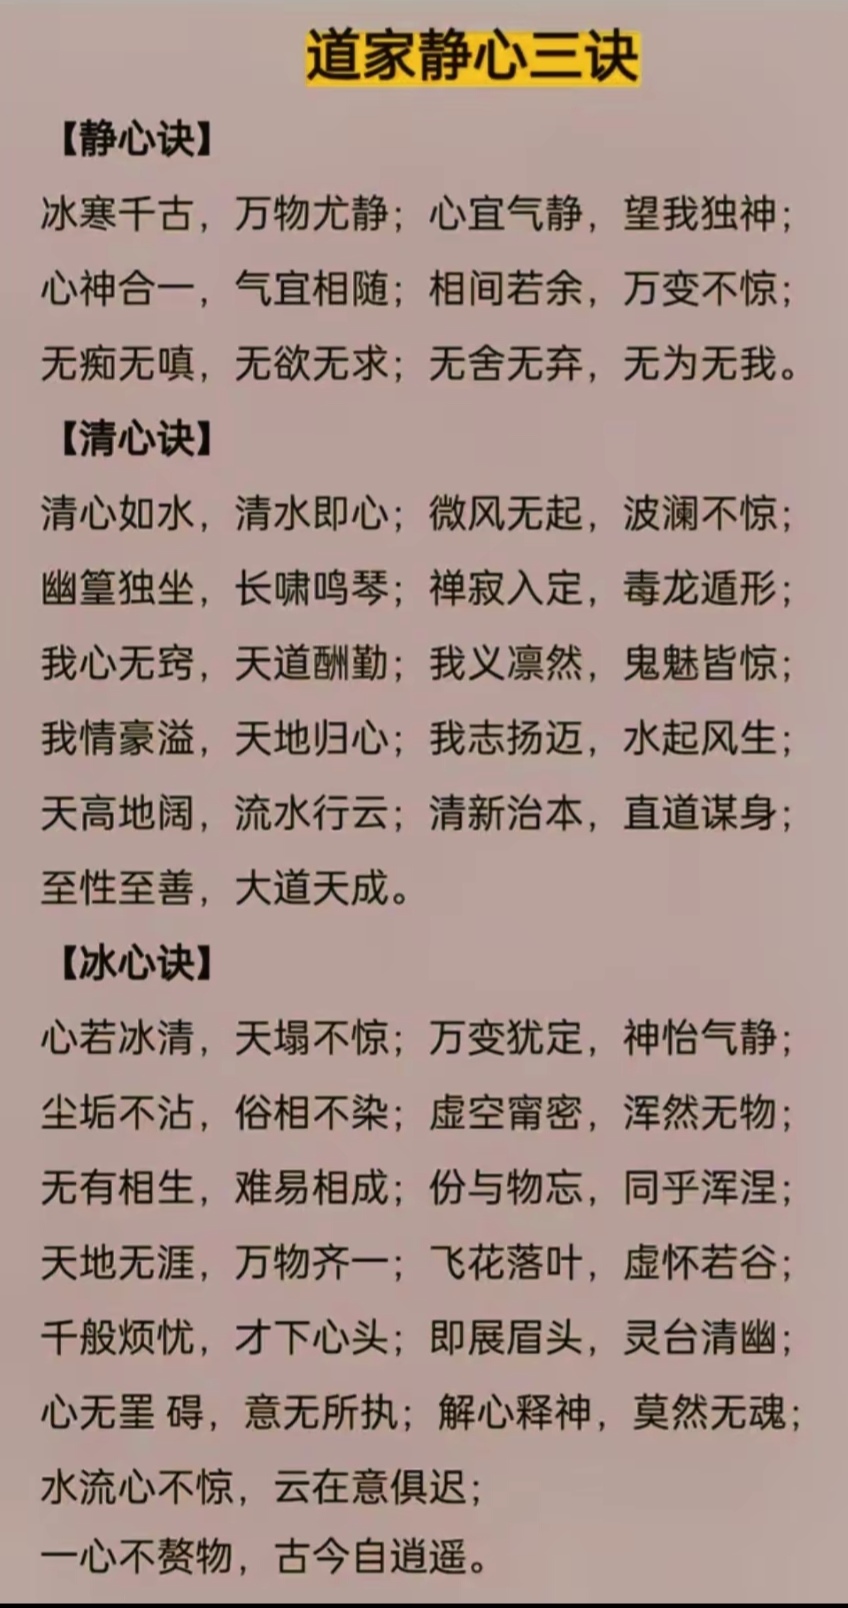 道家静心三诀
【静心诀】
冰寒千古，万物尤静；心宜气静，望我独神；
心神合一，气宜相随；相间若余，万变不惊；
无痴无嗔，无欲无求；无舍无弃，无为无我。
【清心诀】
清心如水，清水即心；微风无起，波澜不惊；
幽篁独坐，长啸鸣琴；禅寂入定，毒龙遁形；
我心无窍，天道酬勤；我义凛然，鬼魅皆惊；
我情豪溢，天地归心；我志扬迈，水起风生；
天高地阔，流水行云；清新治本，直道谋身；
至性至善，大道天成。
【冰心诀】
心若冰清，天塌不惊；万变犹定，神怡气静；
尘垢不沾，俗相不染；虚空甯密，浑然无物；
无有相生，难易相成；份与物忘，同乎浑涅；
天地无涯，万物齐一；飞花落叶，虚怀若谷；
千般烦忧，才下心头；即展眉头，灵台清幽；
心无罣 碍，意无所执；解心释神，莫然无魂；
水流心不惊，云在意俱迟；
一心不赘物，古今自逍遥。